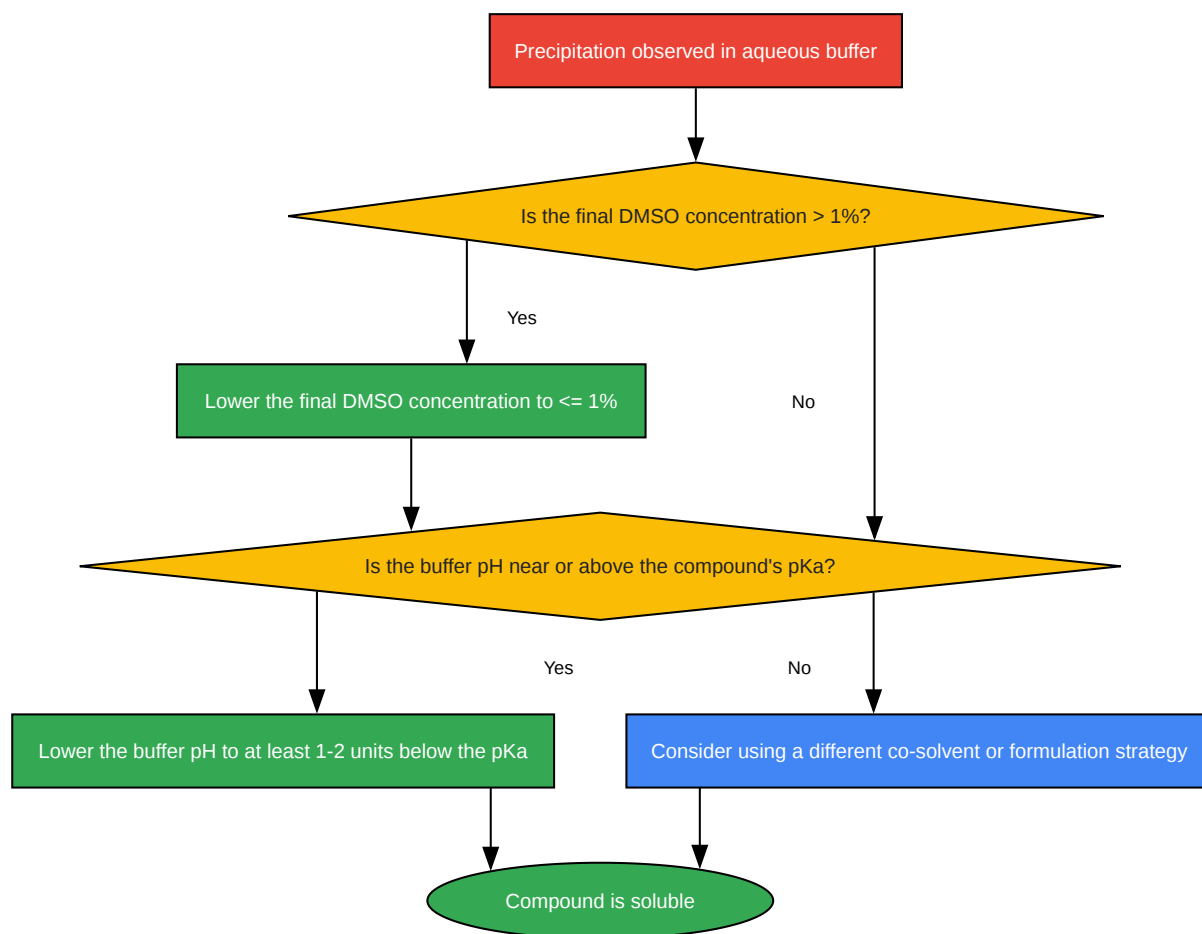 Precipitation observed in aqueous buffer
Is the final DMSO concentration > 1%?
Yes
Lower the final DMSO concentration to <= 1%
No
Is the buffer pH near or above the compound's pKa?
Yes
No
Lower the buffer pH to at least 1-2 units below the pKa
Consider using a different co-solvent or formulation strategy
Compound is soluble